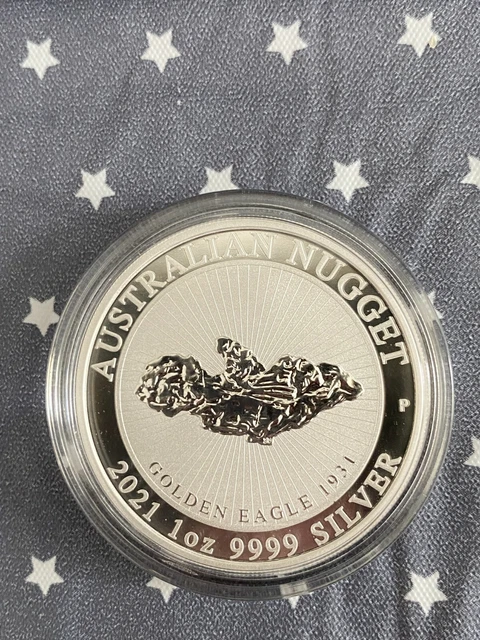 AUSTRALIAN NUGGET
P
GOLDEN EAGLE 1931
2021 1oz 9999 SILVER